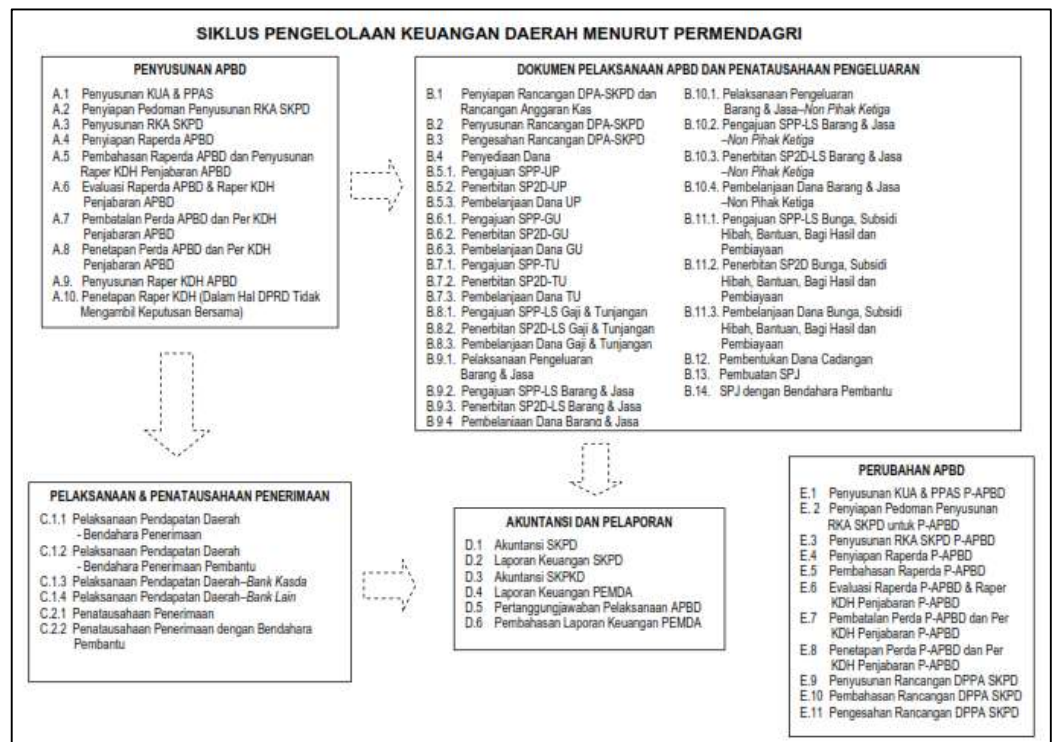 SIKLUS PENGELOLAAN KEUANGAN DAERAH MENURUT PERMENDAGRI
PENYUSUNAN APBD
A.1 Penyusunan KUA & PPAS
A.2 Penyiapan Pedoman Penyusunan RKA SKPD
A.3 Penyusunan RKA SKPD
A.4 Penyiapan Raperda APBD
A.5 Pembahasan Raperda APBD dan Penyusunan
Raper KDH Penjabaran APBD
A.6 Evaluasi Raperda APBD & Raper KDH
Penjabaran APBD
A.7 Pembatalan Perda APBD dan Per KDH
Penjabaran APBD
A.8 Penetapan Perda APBD dan Per KDH
Penjabaran APBD
A.9. Penyusunan Raper KDH APBD
A.10. Penetapan Raper KDH (Dalam Hal DPRD Tidak
Mengambil Keputusan Bersama)
DOKUMEN PELAKSANAAN APBD DAN PENATAUSAHAAN PENGELUARAN
B.1 Penyiapan Rancangan DPA-SKPD dan
Rancangan Anggaran Kas
B.2 Penyusunan Rancangan DPA-SKPD
B.3 Pengesahan Rancangan DPA-SKPD
B.4 Penyediaan Dana
B.5.1. Pengajuan SPP-UP
B.5.2. Penerbitan SP2D-UP
B.5.3. Pembelanjaan Dana UP
B.6.1. Pengajuan SPP-GU
B.6.2. Penerbitan SP2D-GU
B.6.3. Pembelanjaan Dana GU
B.7.1. Pengajuan SPP-TU
B.7.2. Penerbitan SP2D-TU
B.7.3. Pembelanjaan Dana TU
B.8.1. Pengajuan SPP-LS Gaji & Tunjangan
B.8.2. Penerbitan SP2D-LS Gaji & Tunjangan
B.8.3. Pembelanjaan Dana Gaji & Tunjangan
B.9.1. Pelaksanaan Pengeluaran
Barang & Jasa
B.9.2. Pengajuan SPP-LS Barang & Jasa
B.9.3. Penerbitan SP2D-LS Barang & Jasa
B.9.4 Pembelanjaan Dana Barang & Jasa
B.10.1. Pelaksanaan Pengeluaran
Barang & Jasa–Non Pihak Ketiga
B.10.2. Pengajuan SPP-LS Barang & Jasa
–Non Pihak Ketiga
B.10.3. Penerbitan SP2D-LS Barang & Jasa
–Non Pihak Ketiga
B.10.4. Pembelanjaan Dana Barang & Jasa
–Non Pihak Ketiga
B.11.1. Pengajuan SPP-LS Bunga, Subsidi
Hibah, Bantuan, Bagi Hasil dan
Pembiayaan
B.11.2. Penerbitan SP2D Bunga, Subsidi
Hibah, Bantuan, Bagi Hasil dan
Pembiayaan
B.11.3. Pembelanjaan Dana Bunga, Subsidi
Hibah, Bantuan, Bagi Hasil dan
Pembiayaan
B.12. Pembentukan Dana Cadangan
B.13. Pembuatan SPJ
B.14. SPJ dengan Bendahara Pembantu
PELAKSANAAN & PENATAUSAHAAN PENERIMAAN
C.1.1 Pelaksanaan Pendapatan Daerah
- Bendahara Penerimaan
C.1.2 Pelaksanaan Pendapatan Daerah
- Bendahara Penerimaan Pembantu
C.1.3 Pelaksanaan Pendapatan Daerah–Bank Kasda
C.1.4 Pelaksanaan Pendapatan Daerah–Bank Lain
C.2.1 Penatausahaan Penerimaan
C.2.2 Penatausahaan Penerimaan dengan Bendahara
Pembantu
AKUNTANSI DAN PELAPORAN
D.1 Akuntansi SKPD
D.2 Laporan Keuangan SKPD
D.3 Akuntansi SKPKD
D.4 Laporan Keuangan PEMDA
D.5 Pertanggungjawaban Pelaksanaan APBD
D.6 Pembahasan Laporan Keuangan PEMDA
PERUBAHAN APBD
E.1 Penyusunan KUA & PPAS P-APBD
E. 2 Penyiapan Pedoman Penyusunan
RKA SKPD untuk P-APBD
E.3 Penyusunan RKA SKPD P-APBD
E.4 Penyiapan Raperda P-APBD
E.5 Pembahasan Raperda P-APBD
E.6 Evaluasi Raperda P-APBD & Raper
KDH Penjabaran P-APBD
E.7 Pembatalan Perda P-APBD dan Per
KDH Penjabaran P-APBD
E.8 Penetapan Perda P-APBD dan Per
KDH Penjabaran P-APBD
E.9 Penyusunan Rancangan DPPA SKPD
E.10 Pembahasan Rancangan DPPA SKPD
E.11 Pengesahan Rancangan DPPA SKPD